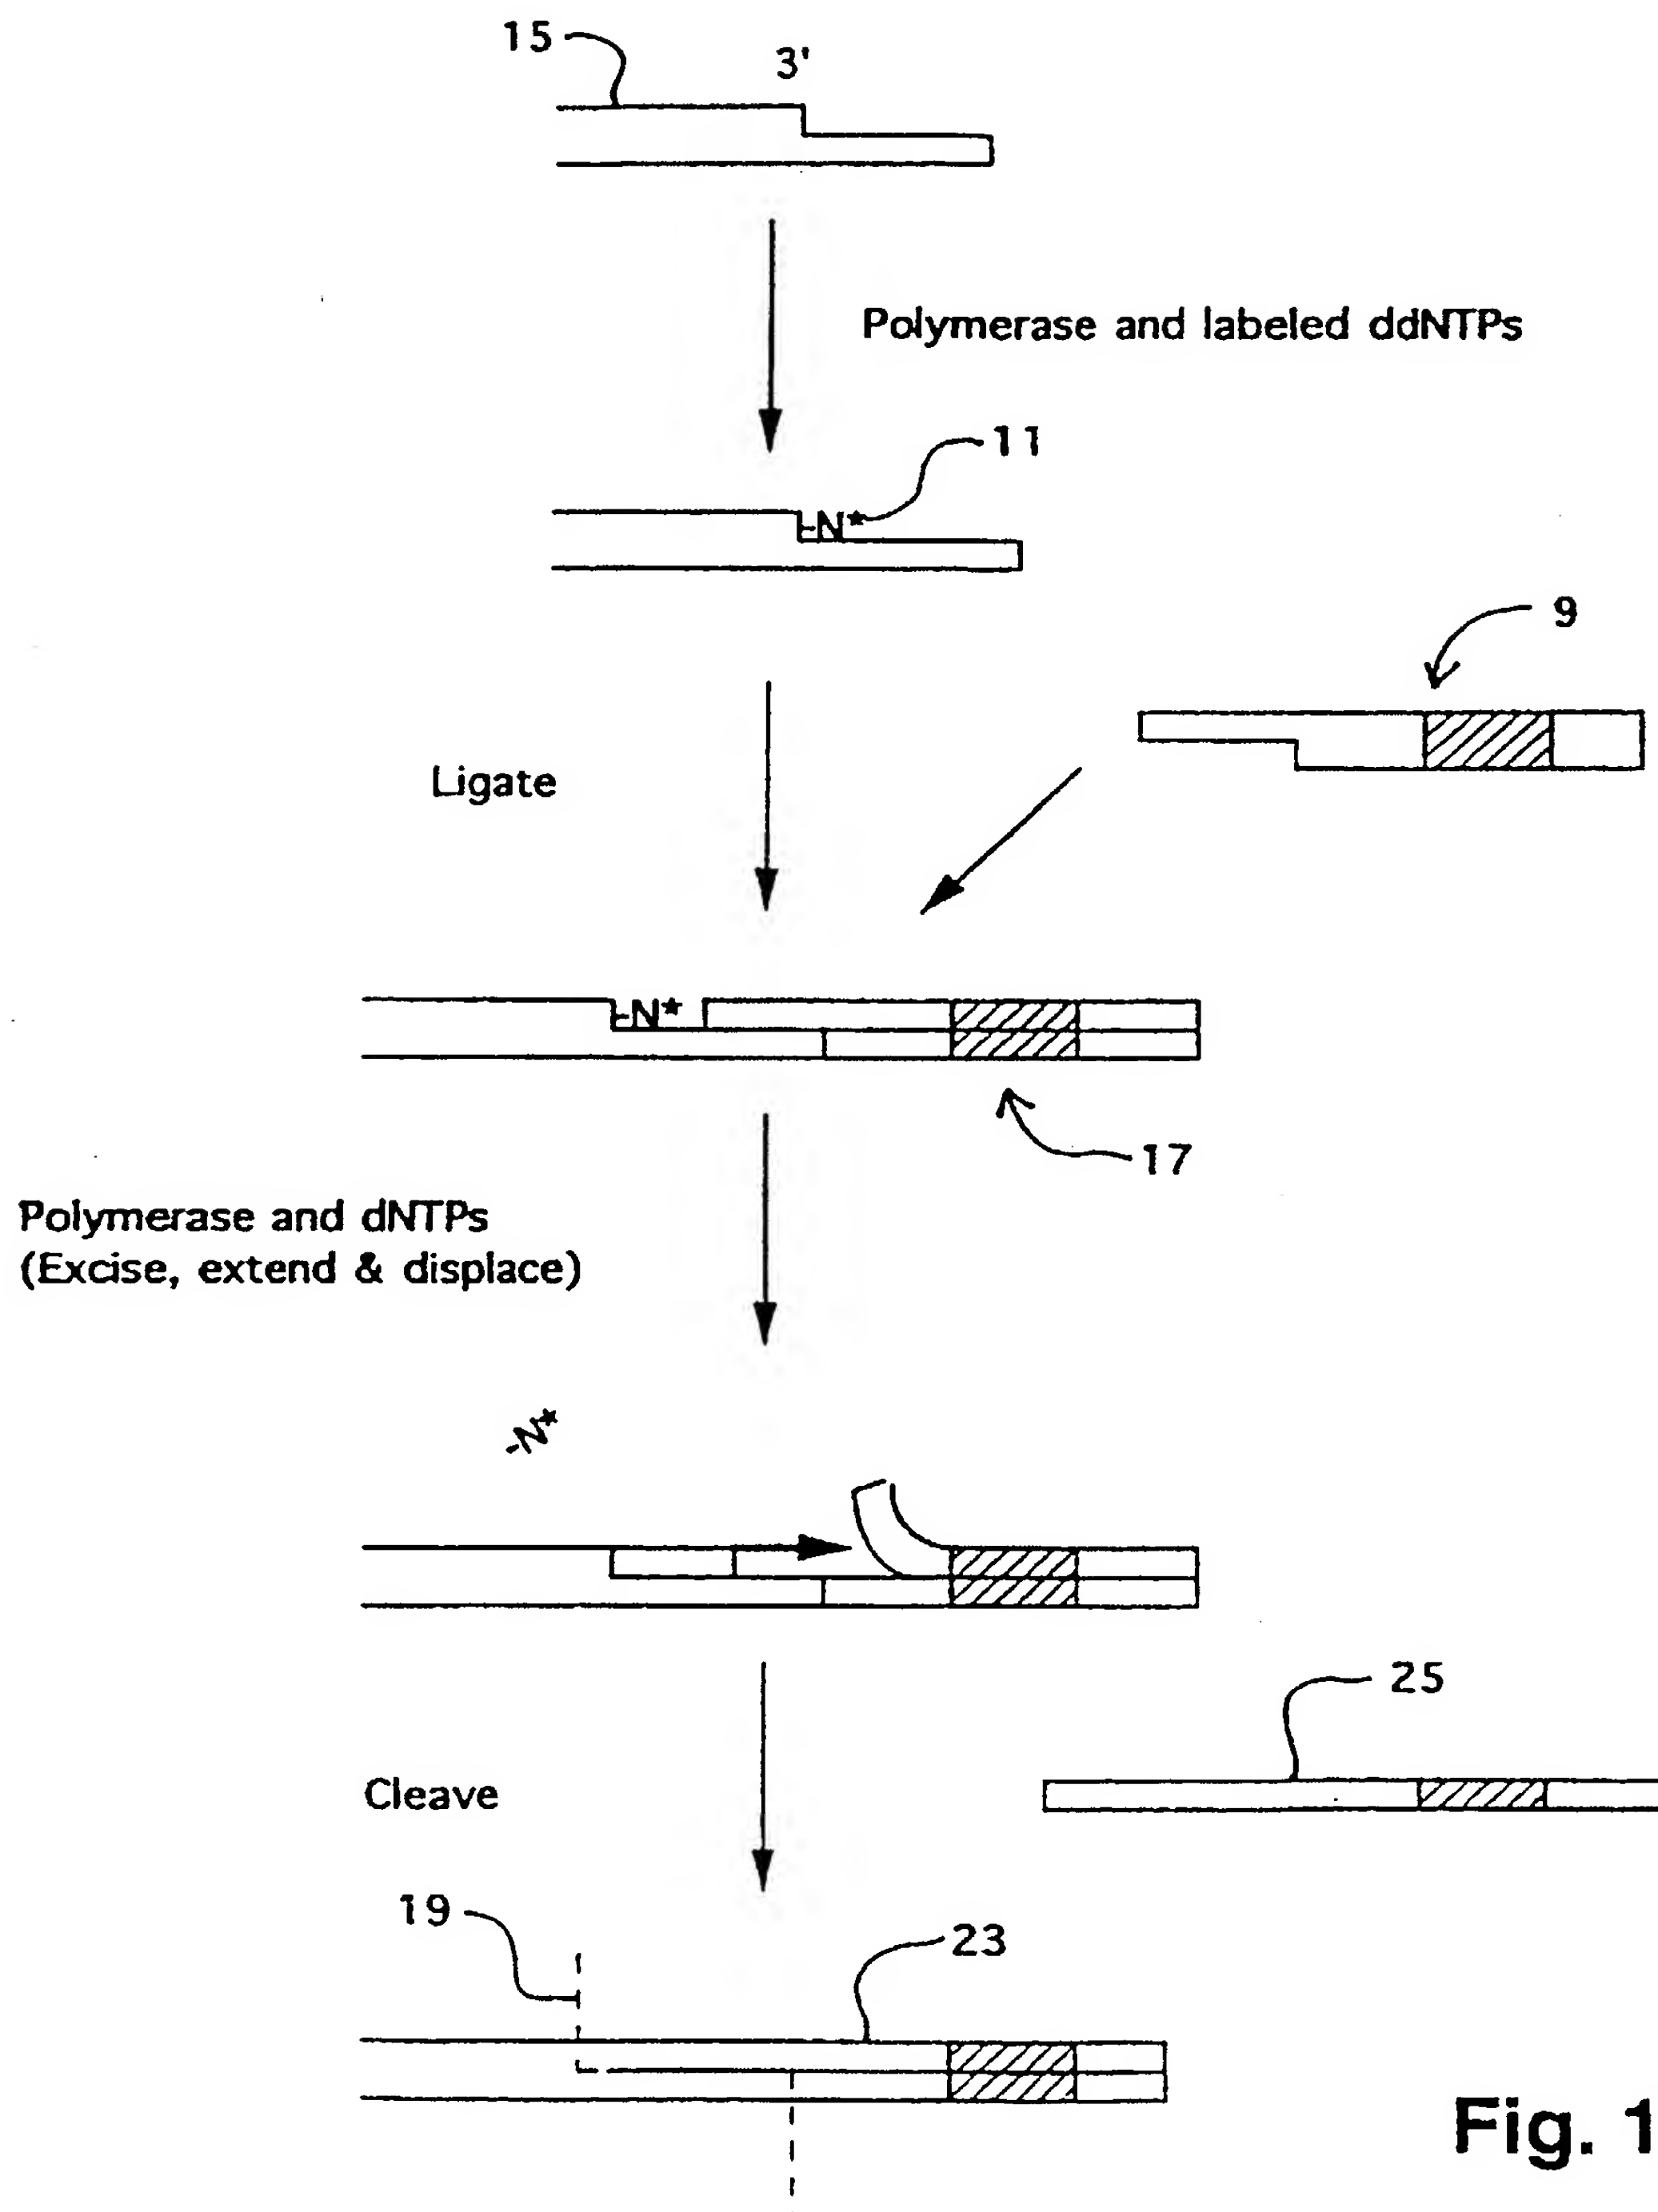 15
3'
Polymerase and labeled ddNTPs
11
-N*
9
Ligate
-N*
17
Polymerase and dNTPs
(Excise, extend & displace)
-N*
25
Cleave
19
23
Fig. 1